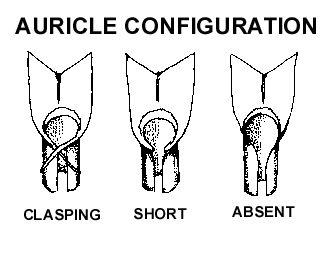 AURICLE CONFIGURATION
CLASPING SHORT ABSENT